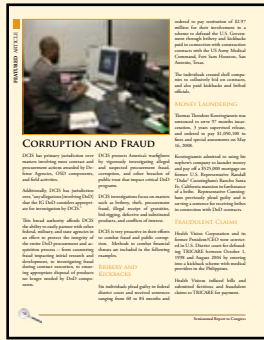 FEATURED ARTICLE
CORRUPTION AND FRAUD
DCIS has primary jurisdiction over
matters involving most contract and
procurement actions awarded by De-
fense Agencies, OSD components,
and field activities.
Additionally, DCIS has jurisdiction
over, "any allegations [involving DoD]
that the IG DoD considers appropri-
ate for investigation by DCIS."
This broad authority affords DCIS
the ability to easily partner with other
federal, military, and state agencies in
an effort to protect the integrity of
the entire DoD procurement and ac-
quisition process – from countering
fraud impacting initial research and
development, to investigating fraud
during contract execution, to ensur-
ing appropriate disposal of products
no longer needed by DoD compo-
nents.
DCIS protects America's warfighters
by vigorously investigating alleged
and suspected procurement fraud,
corruption, and other breaches of
public trust that impact critical DoD
programs.
DCIS investigations focus on matters
such as bribery, theft, procurement
fraud, illegal receipt of gratuities,
bid-rigging, defective and substituted
products, and conflicts of interest.
DCIS is very proactive in their efforts
to combat fraud and public corrup-
tion. Methods to combat financial
threats are included in the following
examples.
BRIBERY AND
KICKBACKS
Six individuals plead guilty in federal
district court and received sentences
ranging from 60 to 84 months and
ordered to pay restitution of $2.97
million for their involvement in a
scheme to defraud the U.S. Govern-
ment through bribery and kickbacks
paid in connection with construction
contracts with the US Army Medical
Command, Fort Sam Houston, San
Antonio, Texas.
The individuals created shell compa-
nies to collusively bid on contracts,
and also paid kickbacks and bribed
officials.
MONEY LAUNDERING
Thomas Theodore Kontogiannis was
sentenced to serve 97 months incar-
ceration, 3 years supervised release,
and ordered to pay $1,050,100 in
fines and special assessments on May
16, 2008.
Kontogiannis admitted to using his
nephew's company to launder money
and pay off a $525,000 mortgage on
former U.S. Representative Randall
"Duke" Cunningham's Rancho Santa
Fe, California mansion in furtherance
of a bribe. Representative Cunning-
ham previously plead guilty and is
serving a sentence for receiving bribes
in connection with DoD contracts.
FRAUDULENT CLAIMS
Health Visions Corporation and its
former President/CEO were convict-
ed in U.S. District court for defraud-
ing TRICARE between October 1,
1998 and August 2004 by entering
into a kickback scheme with medical
providers in the Philippines.
Health Visions inflated bills and
submitted fictitious and fraudulent
claims to TRICARE for payment.
Semiannual Report to Congress